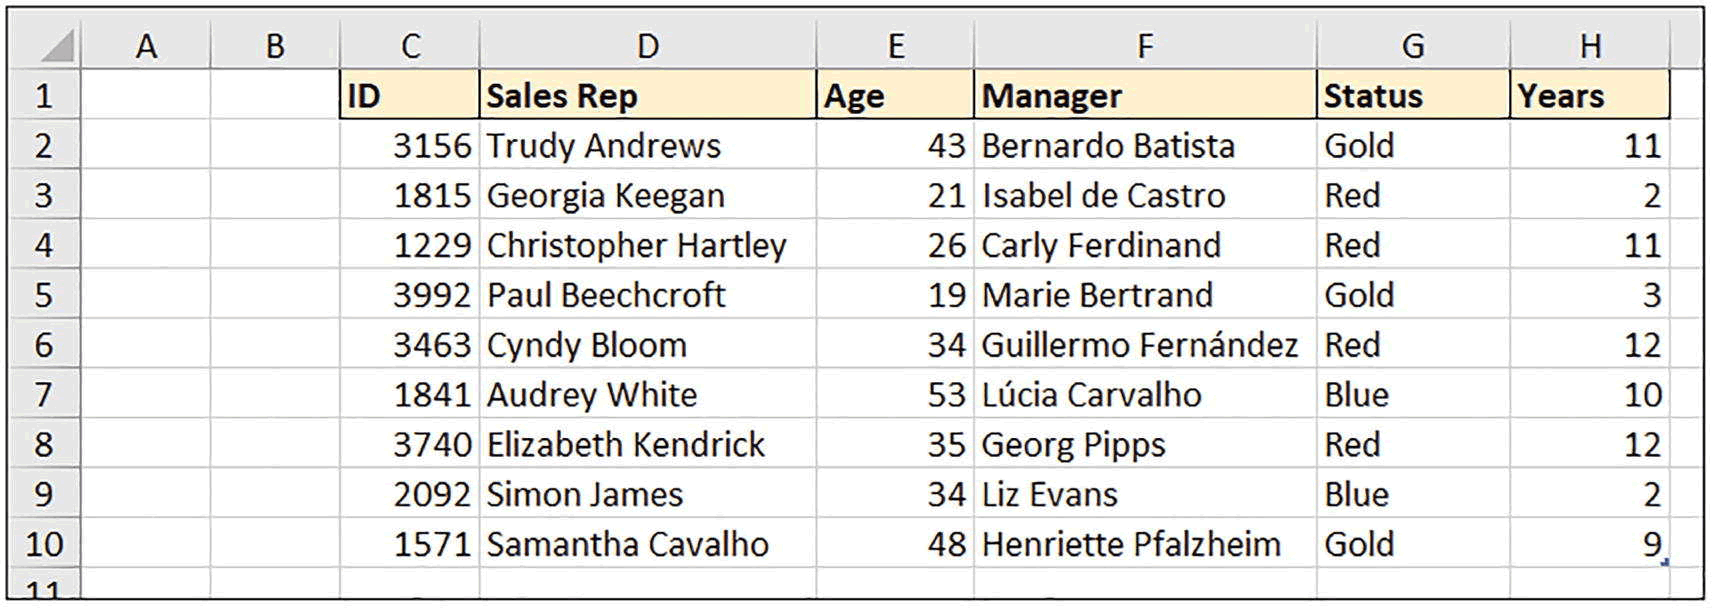 A B C D E F G H
1 ID Sales Rep Age Manager Status Years
2 3156 Trudy Andrews 43 Bernardo Batista Gold 11
3 1815 Georgia Keegan 21 Isabel de Castro Red 2
4 1229 Christopher Hartley 26 Carly Ferdinand Red 11
5 3992 Paul Beechcroft 19 Marie Bertrand Gold 3
6 3463 Cyndy Bloom 34 Guillermo Fernández Red 12
7 1841 Audrey White 53 Lúcia Carvalho Blue 10
8 3740 Elizabeth Kendrick 35 Georg Pipps Red 12
9 2092 Simon James 34 Liz Evans Blue 2
10 1571 Samantha Cavalho 48 Henriette Pfalzheim Gold 9
11